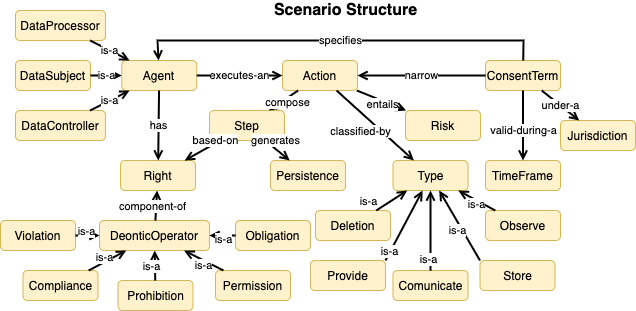 Scenario Structure
DataProcessor
specifies
is-a
DataSubject
is-a
Agent
executes-an
Action
narrow
ConsentTerm
is-a
compose
entails
under-a
DataController
has
Step
classified-by
Risk
valid-during-a
Jurisdiction
based-on
generates
Right
Persistence
Type
TimeFrame
component-of
is-a
is-a
Violation
is-a
DeonticOperator
is-a
Obligation
Deletion
Observe
is-a
is-a
is-a
is-a
is-a
is-a
Compliance
Prohibition
Permission
Provide
Comunicate
Store